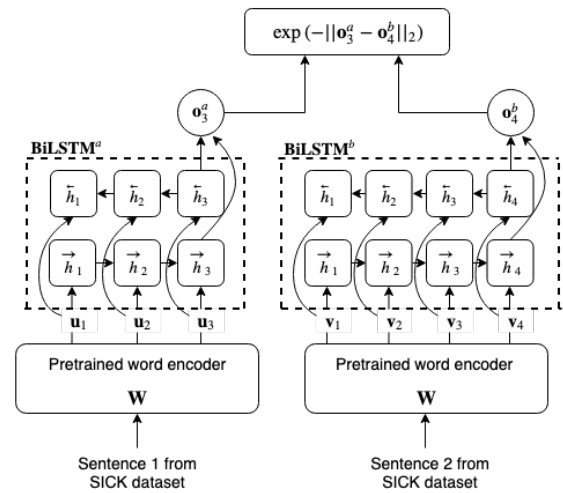 exp (−||𝐨₃ᵃ − 𝐨₄ᵇ||₂)
𝐨₃ᵃ 𝐨₄ᵇ
BiLSTMᵃ BiLSTMᵇ
h⃖₁ h⃖₂ h⃖₃ h⃖₁ h⃖₂ h⃖₃ h⃖₄
h⃗₁ h⃗₂ h⃗₃ h⃗₁ h⃗₂ h⃗₃ h⃗₄
u₁ u₂ u₃ v₁ v₂ v₃ v₄
Pretrained word encoder Pretrained word encoder
W W
Sentence 1 from
SICK dataset
Sentence 2 from
SICK dataset